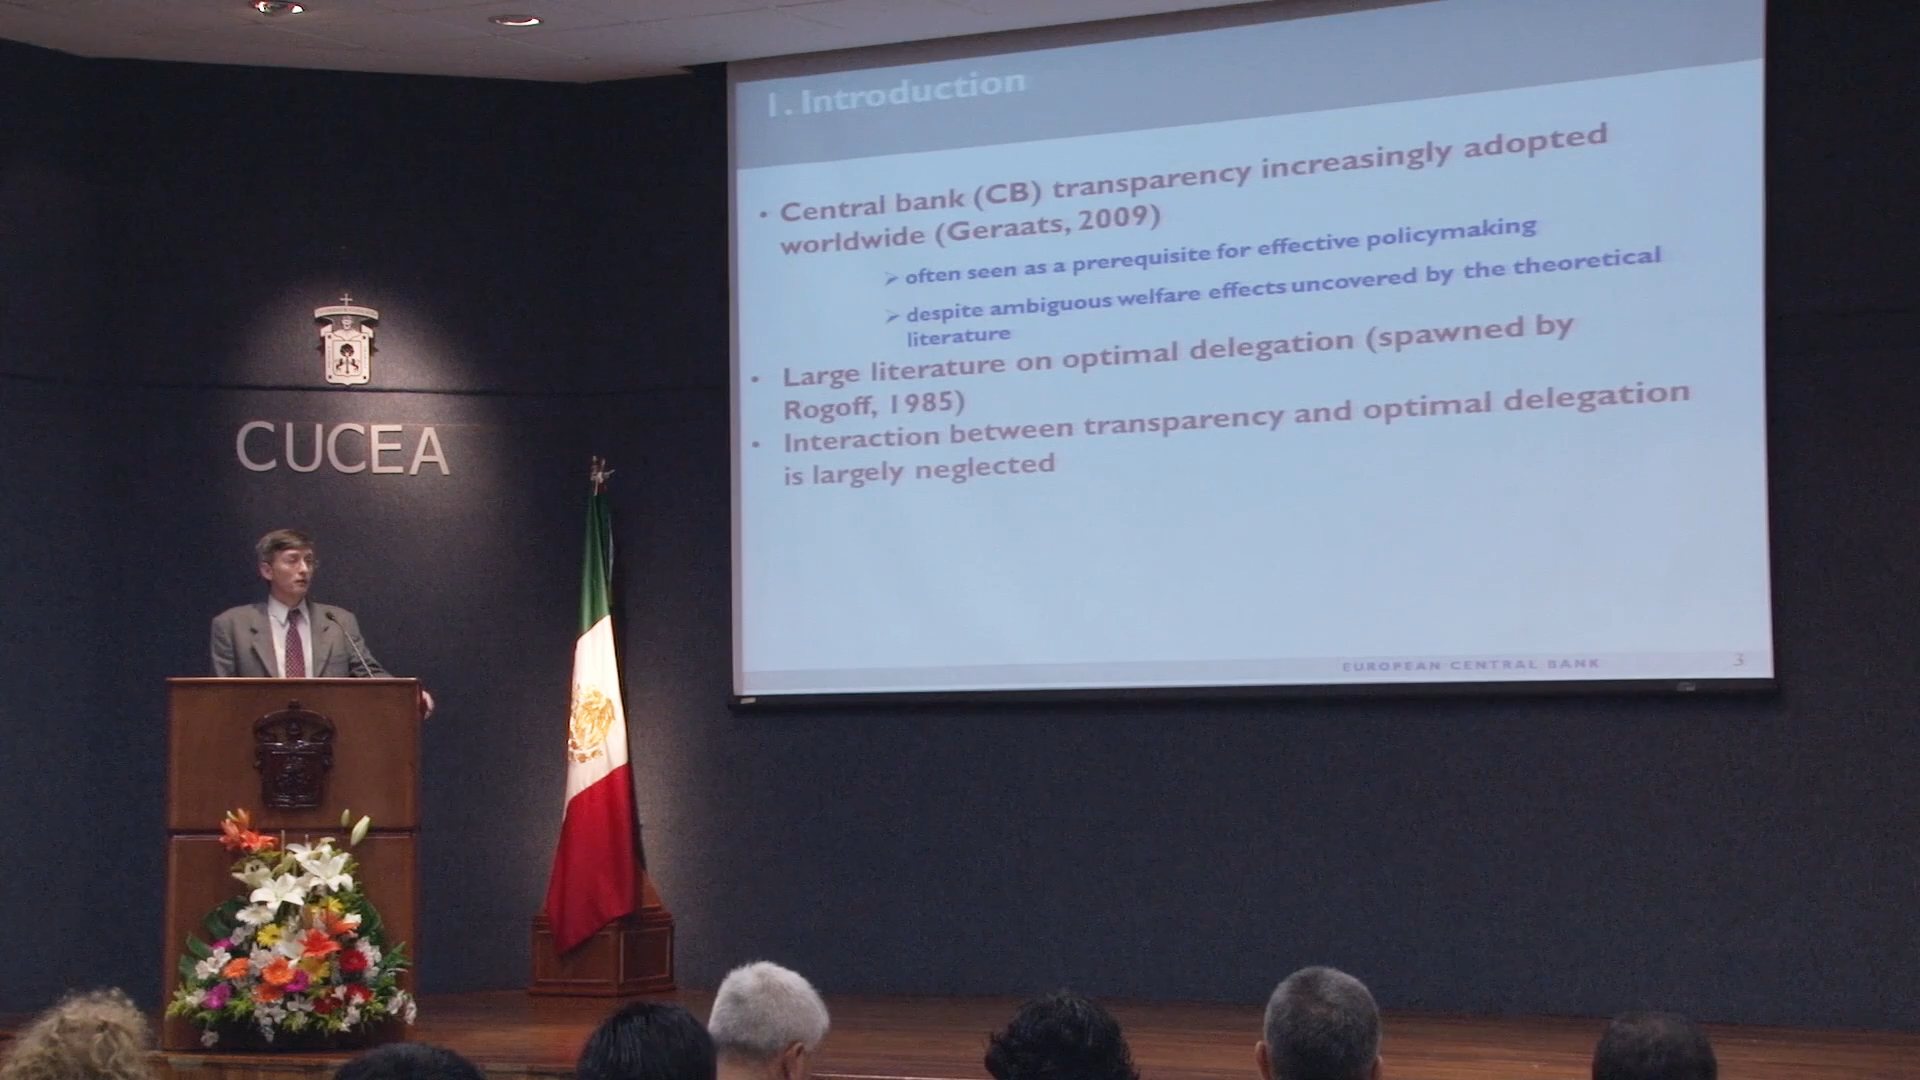 1. Introduction
• Central bank (CB) transparency increasingly adopted
worldwide (Geraats, 2009)
➢ often seen as a prerequisite for effective policymaking
➢ despite ambiguous welfare effects uncovered by the theoretical
literature
• Large literature on optimal delegation (spawned by
Rogoff, 1985)
• Interaction between transparency and optimal delegation
is largely neglected
EUROPEAN CENTRAL BANK 3
CUCEA